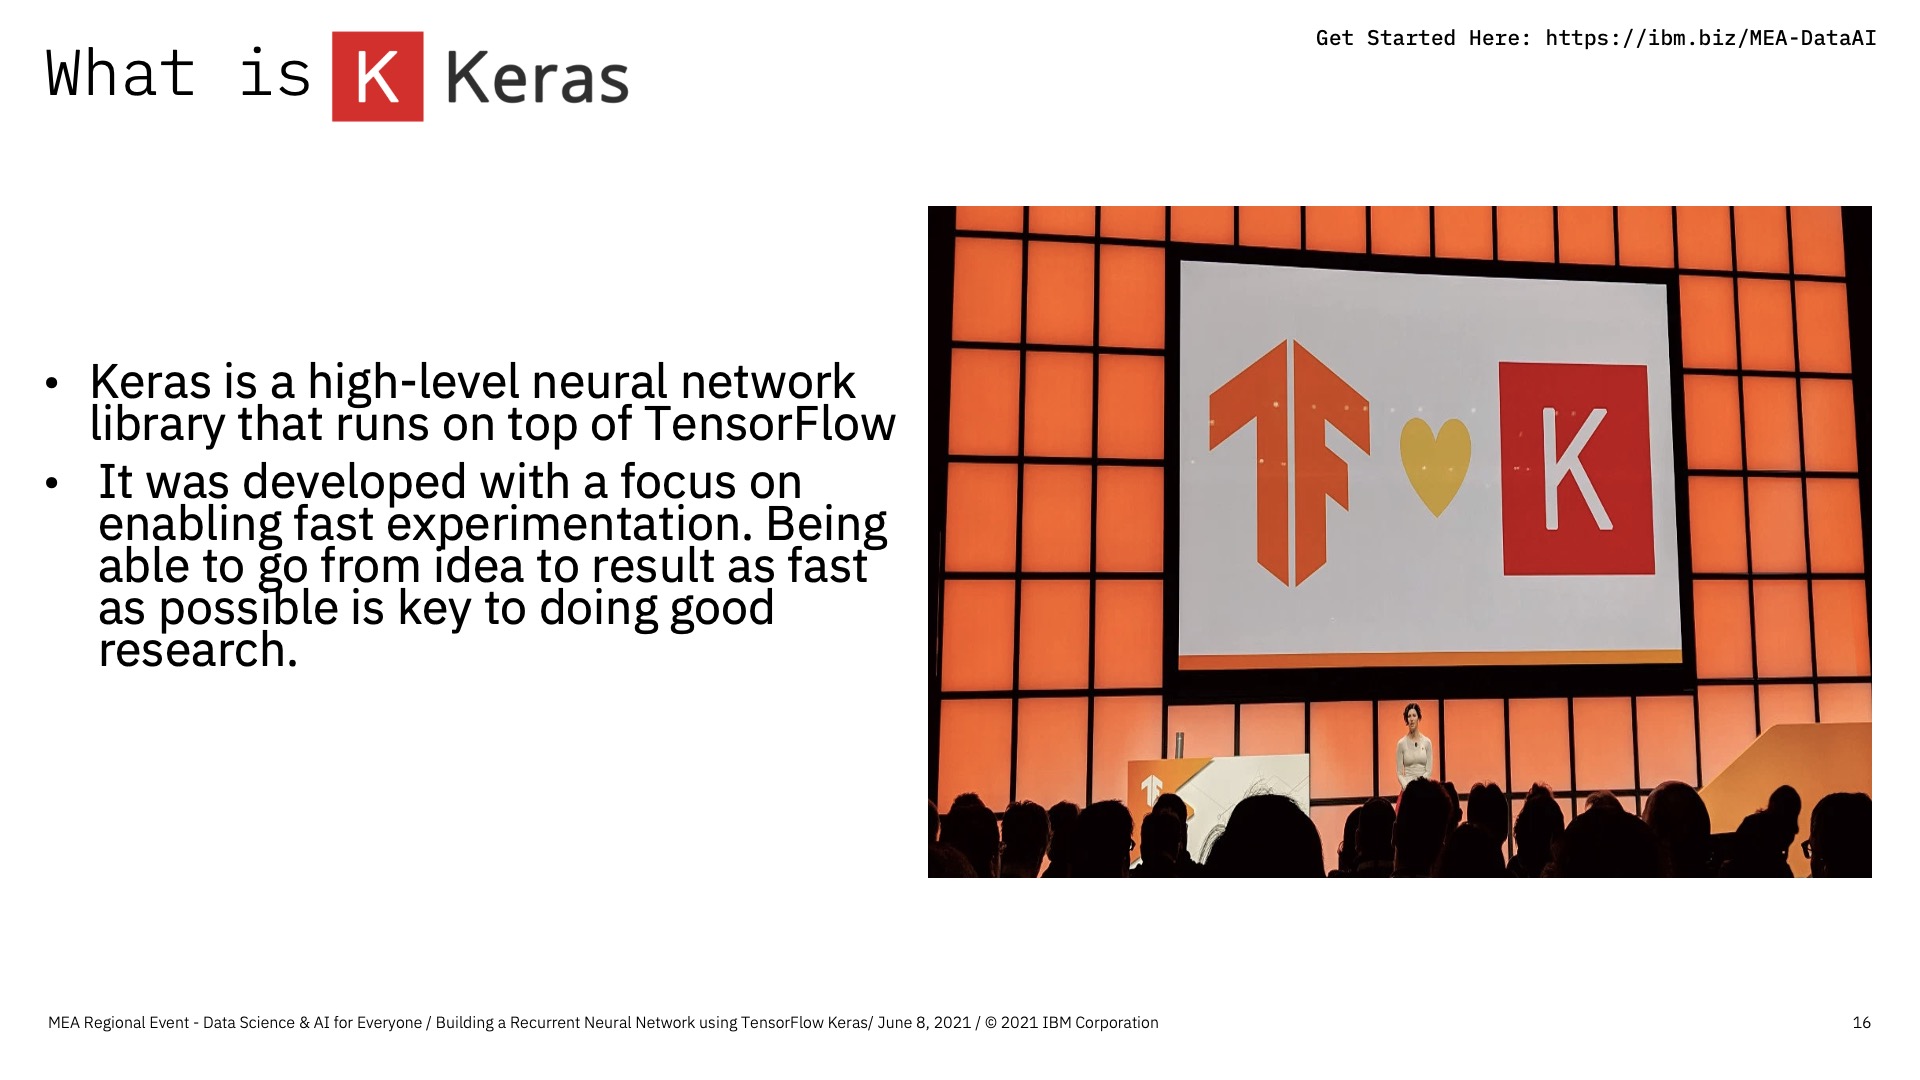 What is K Keras
Get Started Here: https://ibm.biz/MEA-DataAI
• Keras is a high-level neural network
library that runs on top of TensorFlow
• It was developed with a focus on
enabling fast experimentation. Being
able to go from idea to result as fast
as possible is key to doing good
research.
K
MEA Regional Event - Data Science & AI for Everyone / Building a Recurrent Neural Network using TensorFlow Keras/ June 8, 2021 / © 2021 IBM Corporation
16